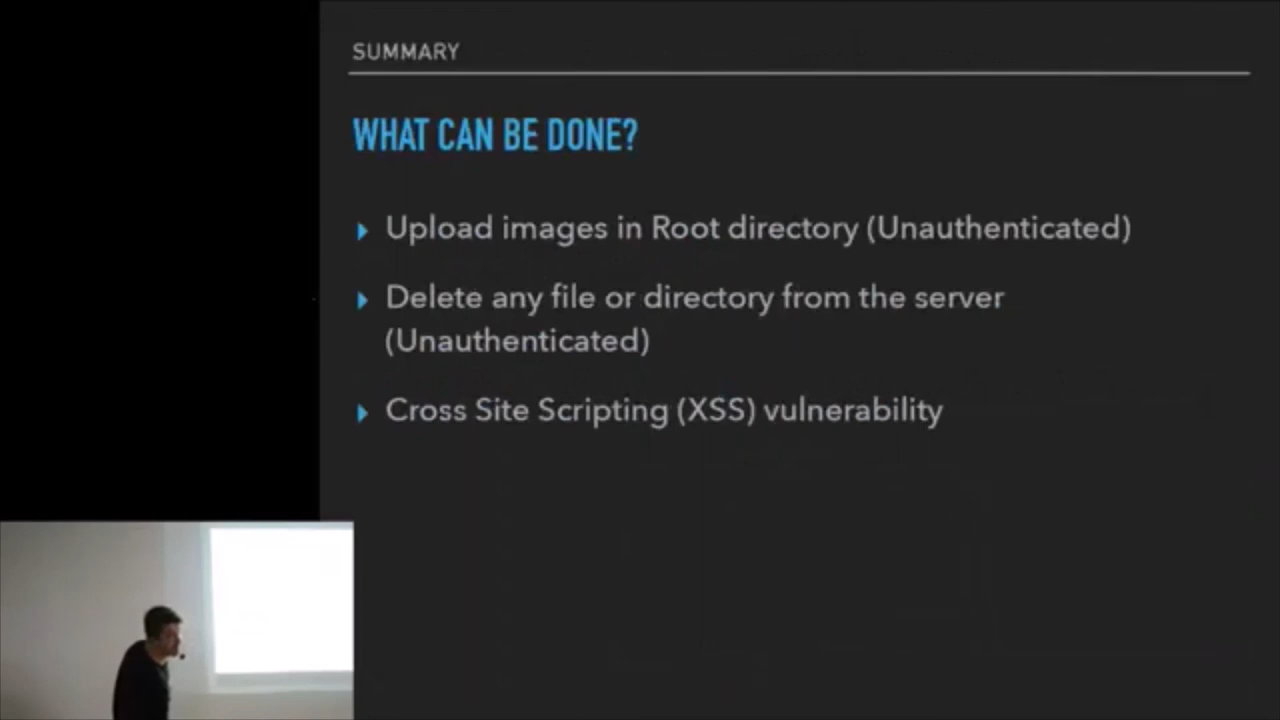 SUMMARY
WHAT CAN BE DONE?
Upload images in Root directory (Unauthenticated)
Delete any file or directory from the server
(Unauthenticated)
Cross Site Scripting (XSS) vulnerability